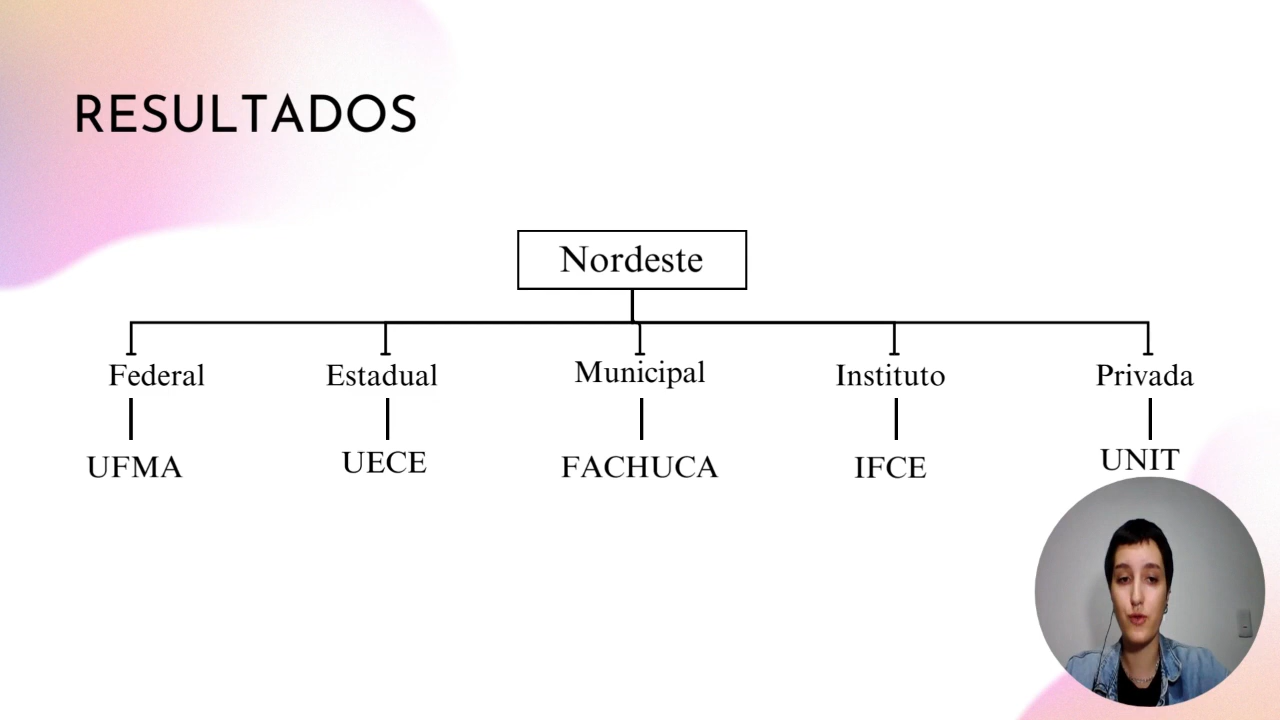 RESULTADOS
Nordeste
Federal
Estadual
Municipal
Instituto
Privada
UFMA
UECE
FACHUCA
IFCE
UNIT